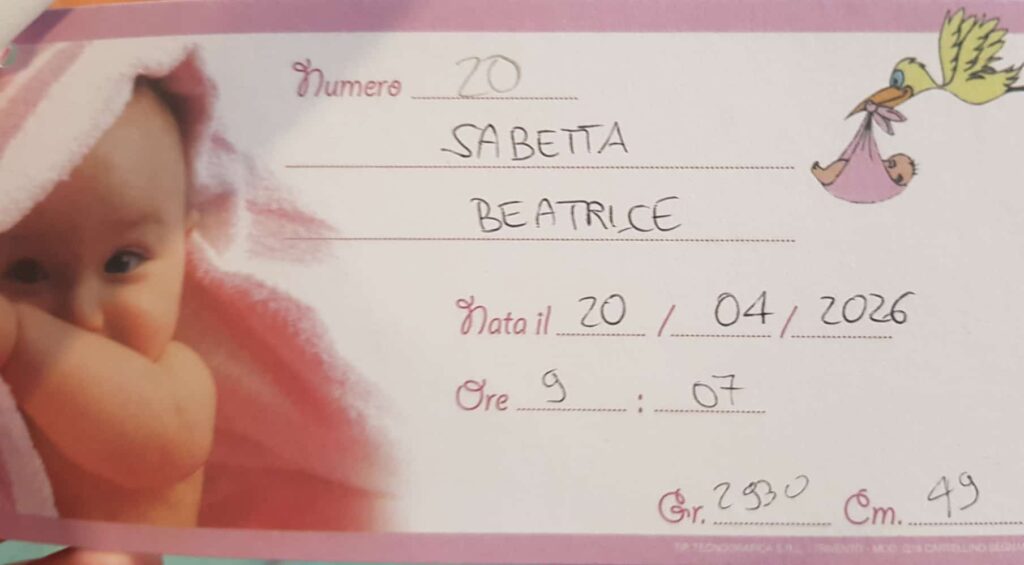 Numero 20
SABETTA
BEATRICE
Nata il 20 / 04 / 2026
Ore 9 : 07
Gr. 2930 Cm. 49